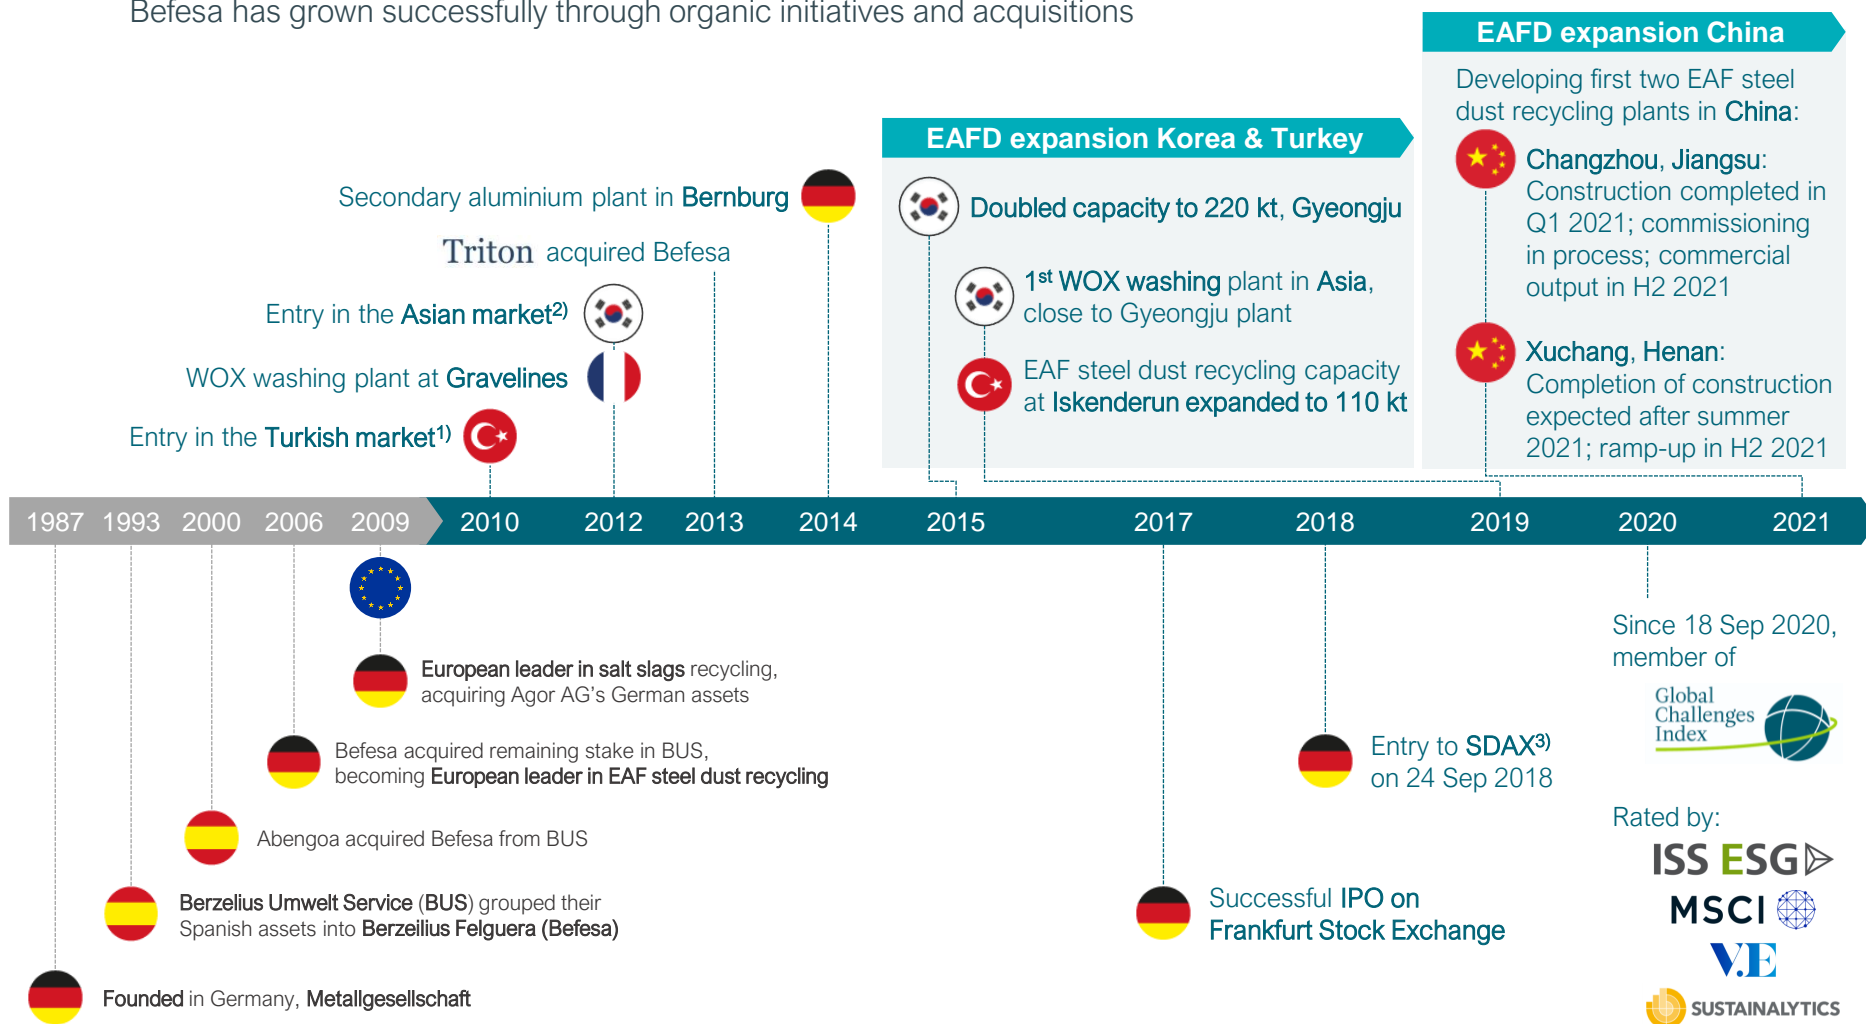 Befesa has grown successfully through organic initiatives and acquisitions
EAFD expansion China
Developing first two EAF steel
dust recycling plants in China:
Changzhou, Jiangsu:
Construction completed in
Q1 2021; commissioning
in process; commercial
output in H2 2021
Xuchang, Henan:
Completion of construction
expected after summer
2021; ramp-up in H2 2021
EAFD expansion Korea & Turkey
Doubled capacity to 220 kt, Gyeongju
1st WOX washing plant in Asia,
close to Gyeongju plant
EAF steel dust recycling capacity
at Iskenderun expanded to 110 kt
Secondary aluminium plant in Bernburg
Triton acquired Befesa
Entry in the Asian market2)
WOX washing plant at Gravelines
Entry in the Turkish market1)
1987 1993 2000 2006 2009 2010 2012 2013 2014 2015 2017 2018 2019 2020 2021
European leader in salt slags recycling,
acquiring Agor AG's German assets
Befesa acquired remaining stake in BUS,
becoming European leader in EAF steel dust recycling
Abengoa acquired Befesa from BUS
Berzelius Umwelt Service (BUS) grouped their
Spanish assets into Berzeilius Felguera (Befesa)
Founded in Germany, Metallgesellschaft
Successful IPO on
Frankfurt Stock Exchange
Entry to SDAX3)
on 24 Sep 2018
Since 18 Sep 2020,
member of
Global
Challenges
Index
Rated by:
ISS ESG
MSCI
V.E
SUSTAINALYTICS